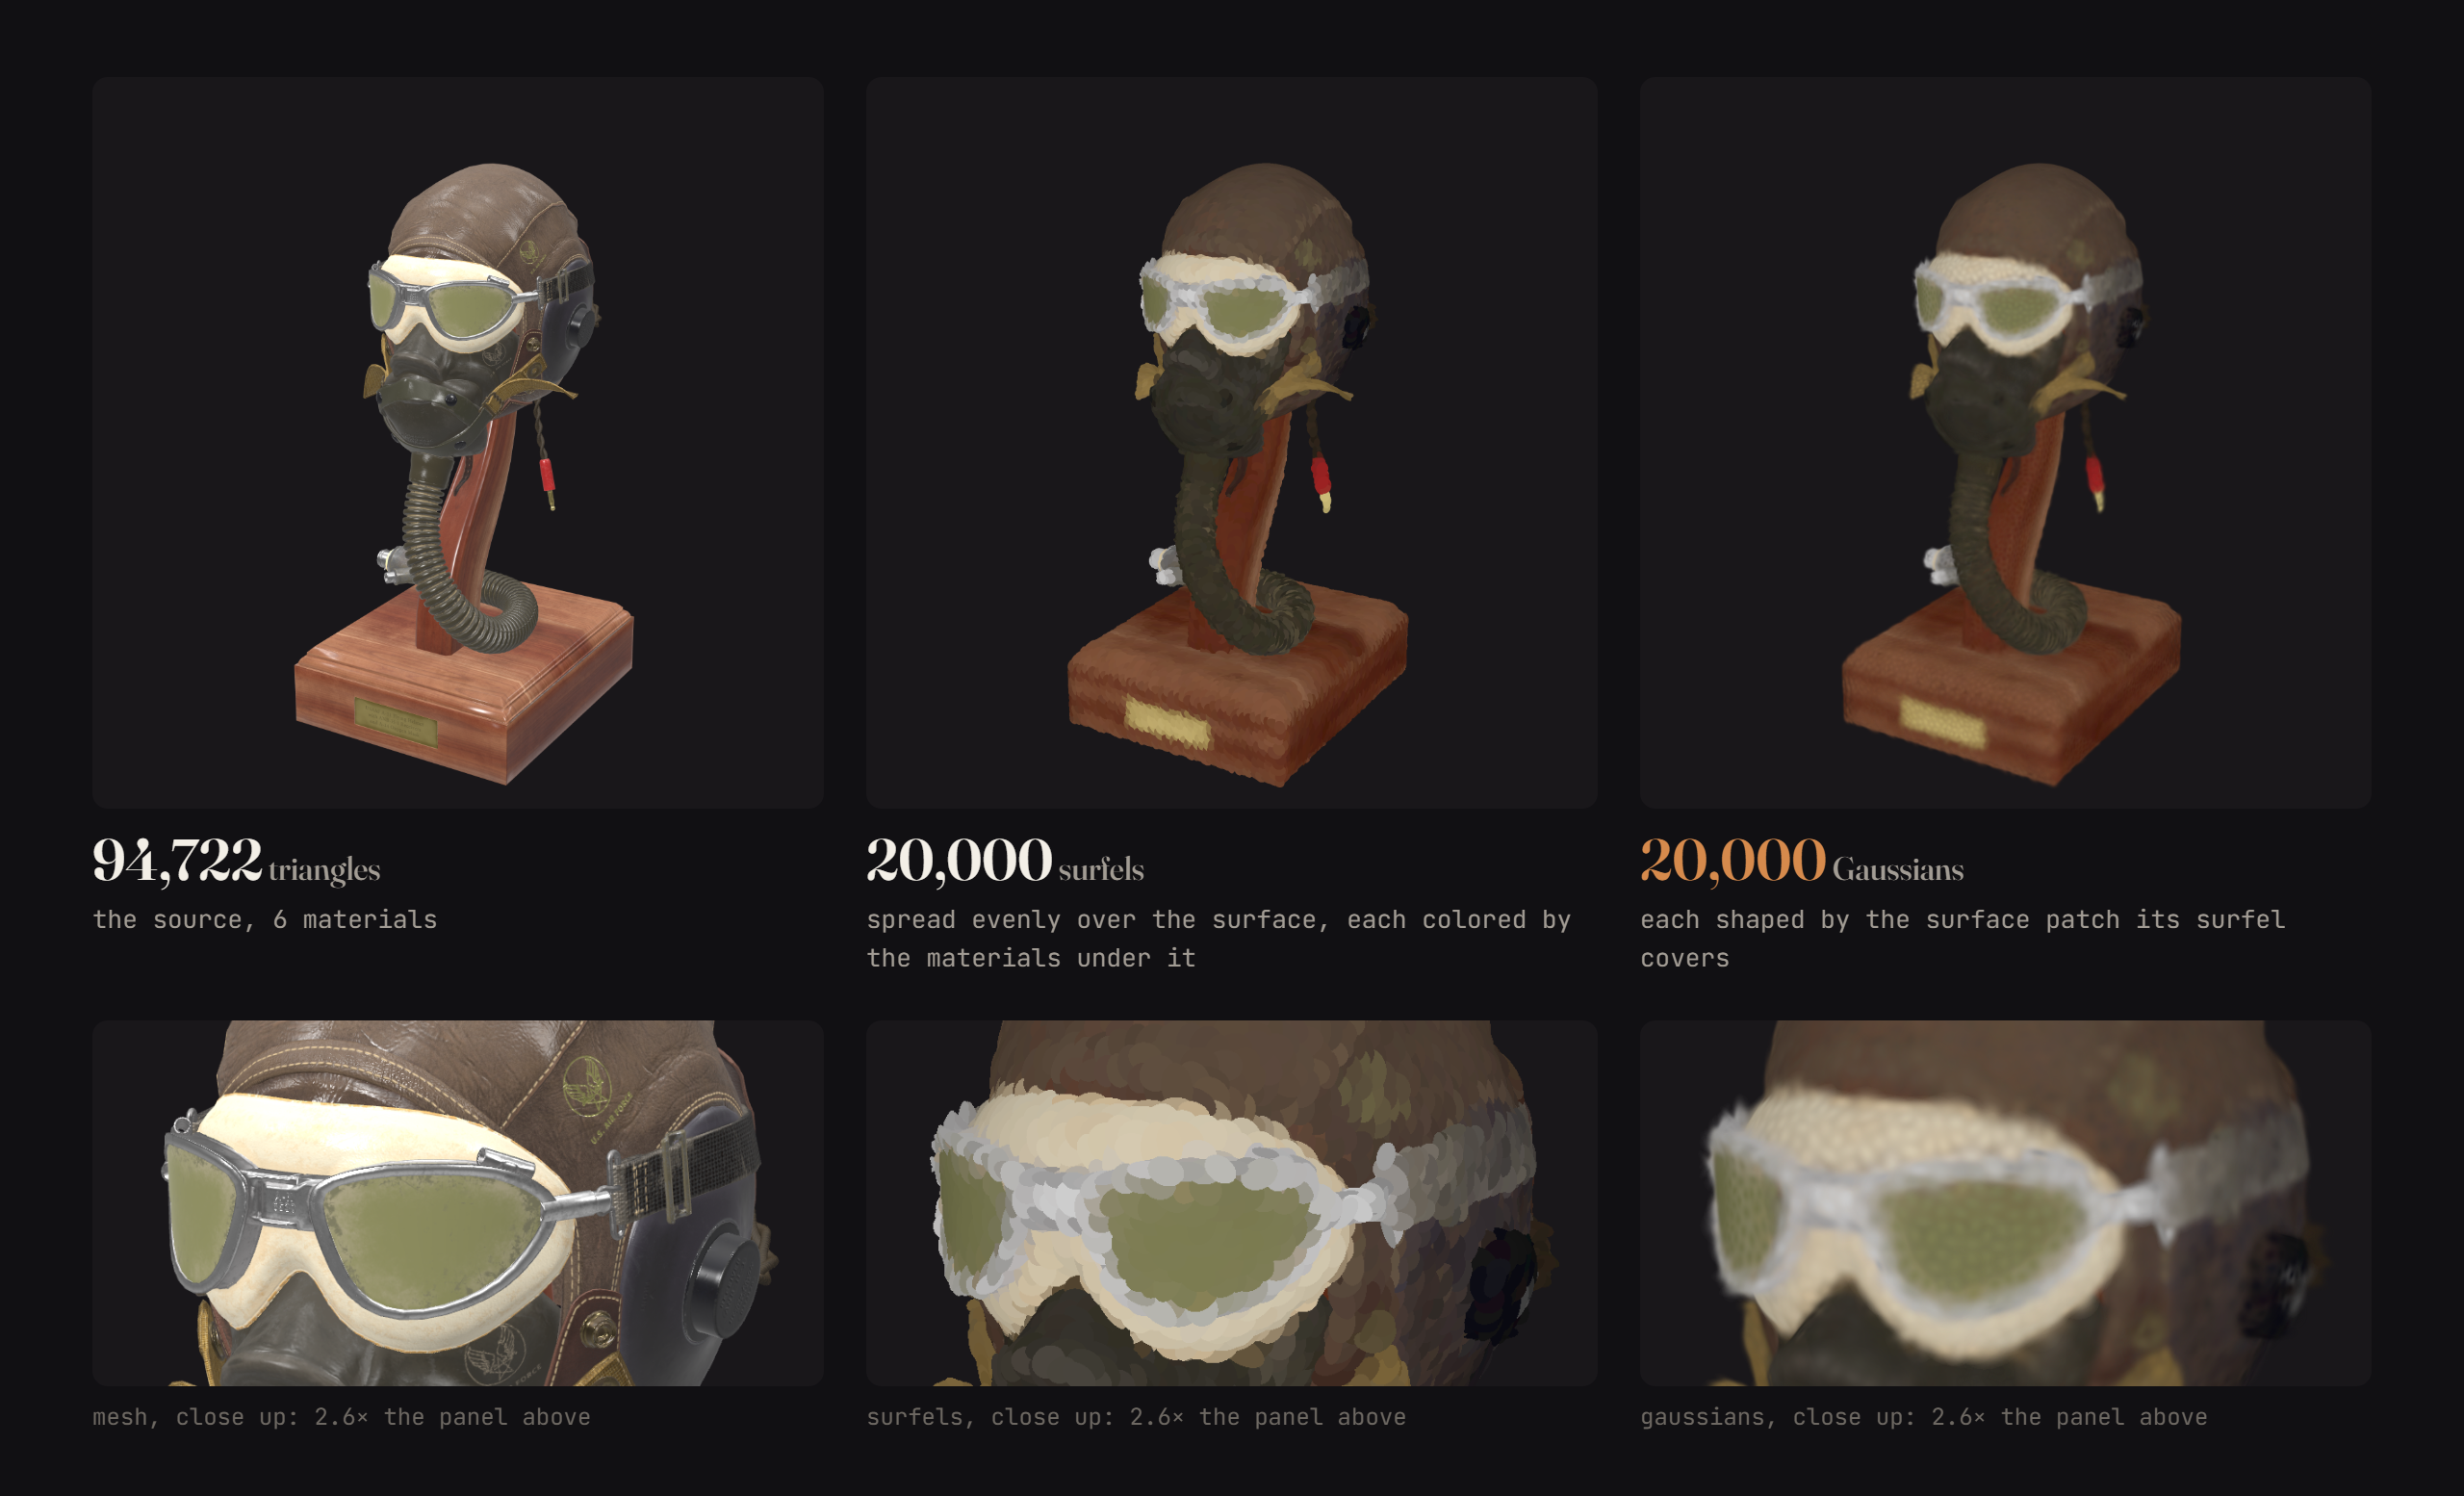 94,722 triangles
the source, 6 materials
20,000 surfels
spread evenly over the surface, each colored by
the materials under it
20,000 Gaussians
each shaped by the surface patch its surfel
covers
U.S. AIR FORCE
FORCE
mesh, close up: 2.6× the panel above
surfels, close up: 2.6× the panel above
gaussians, close up: 2.6× the panel above